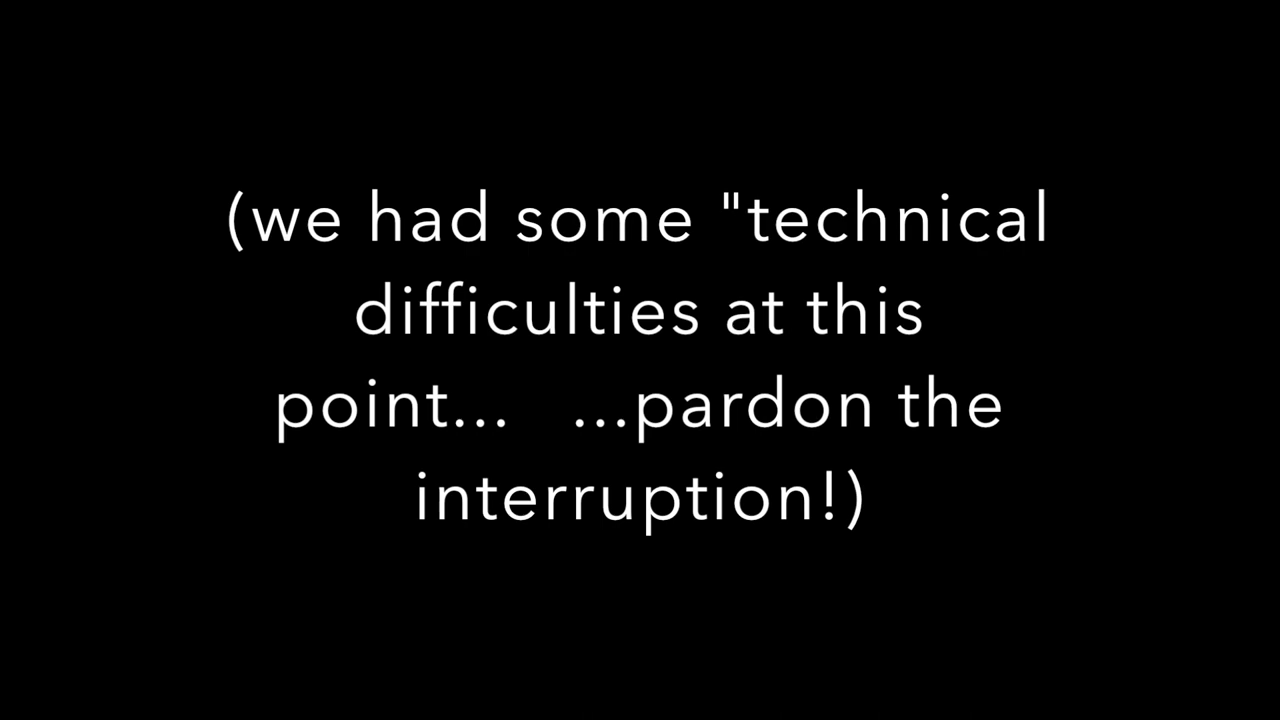 (we had some "technical
difficulties at this
point...   ...pardon the
interruption!)